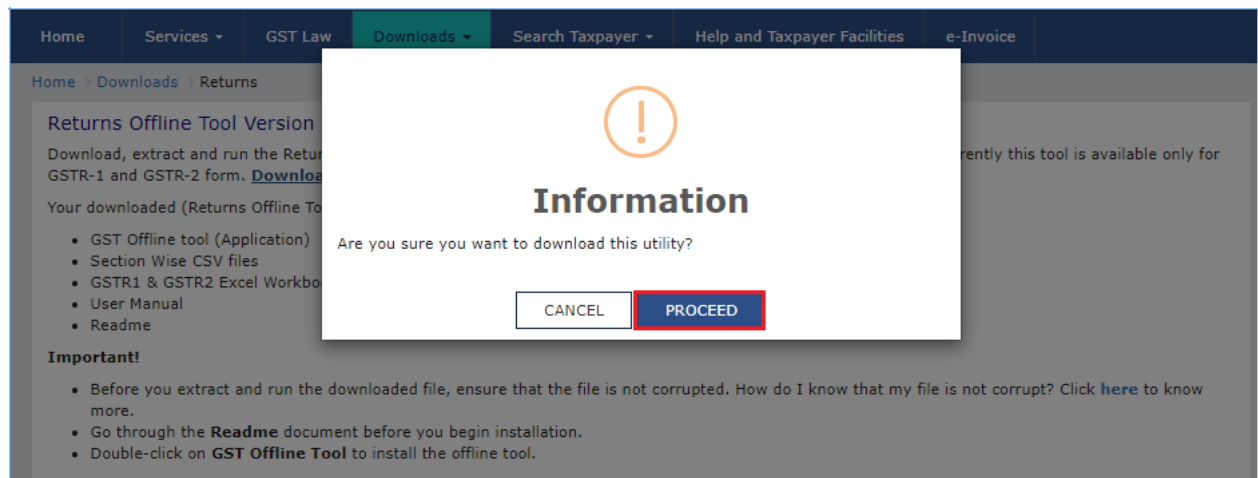 Home Services GST Law Downloads Search Taxpayer Help and Taxpayer Facilities e-Invoice
Home > Downloads > Returns
Returns Offline Tool Version
Download, extract and run the Retur rently this tool is available only for
GSTR-1 and GSTR-2 form. Downloa
Your downloaded (Returns Offline To
• GST Offline tool (Application)
• Section Wise CSV files
• GSTR1 & GSTR2 Excel Workbo
• User Manual
• Readme
!
Information
Are you sure you want to download this utility?
CANCEL PROCEED
Important!
• Before you extract and run the downloaded file, ensure that the file is not corrupted. How do I know that my file is not corrupt? Click here to know
more.
• Go through the Readme document before you begin installation.
• Double-click on GST Offline Tool to install the offline tool.